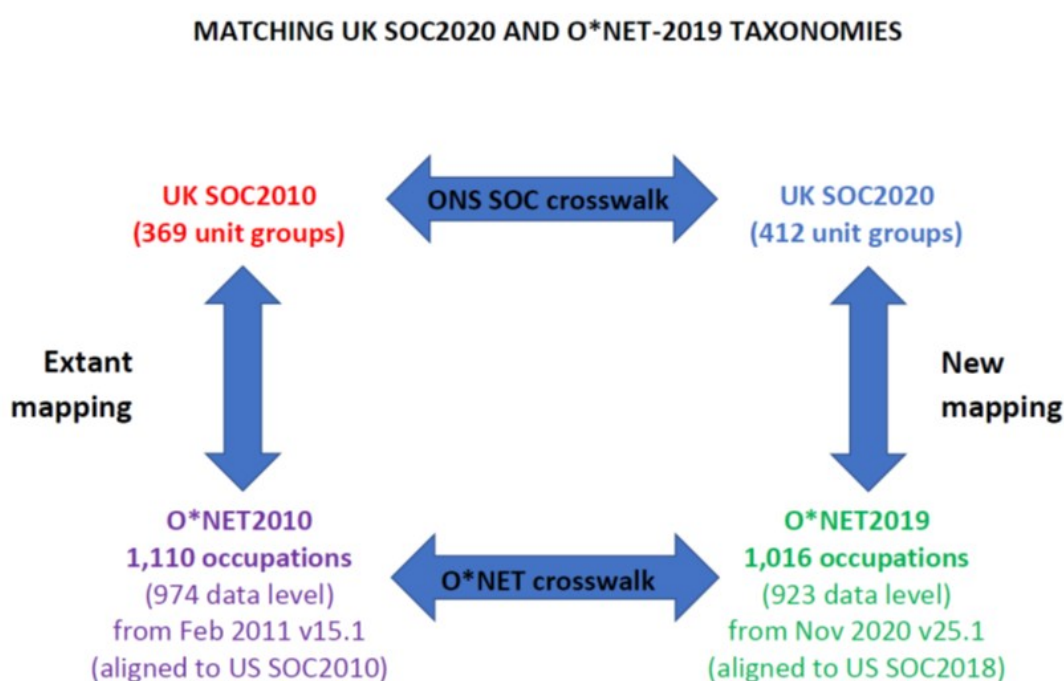 MATCHING UK SOC2020 AND O*NET-2019 TAXONOMIES
UK SOC2010
(369 unit groups)
ONS SOC crosswalk
UK SOC2020
(412 unit groups)
Extant
mapping
New
mapping
O*NET2010
1,110 occupations
(974 data level)
from Feb 2011 v15.1
(aligned to US SOC2010)
O*NET crosswalk
O*NET2019
1,016 occupations
(923 data level)
from Nov 2020 v25.1
(aligned to US SOC2018)